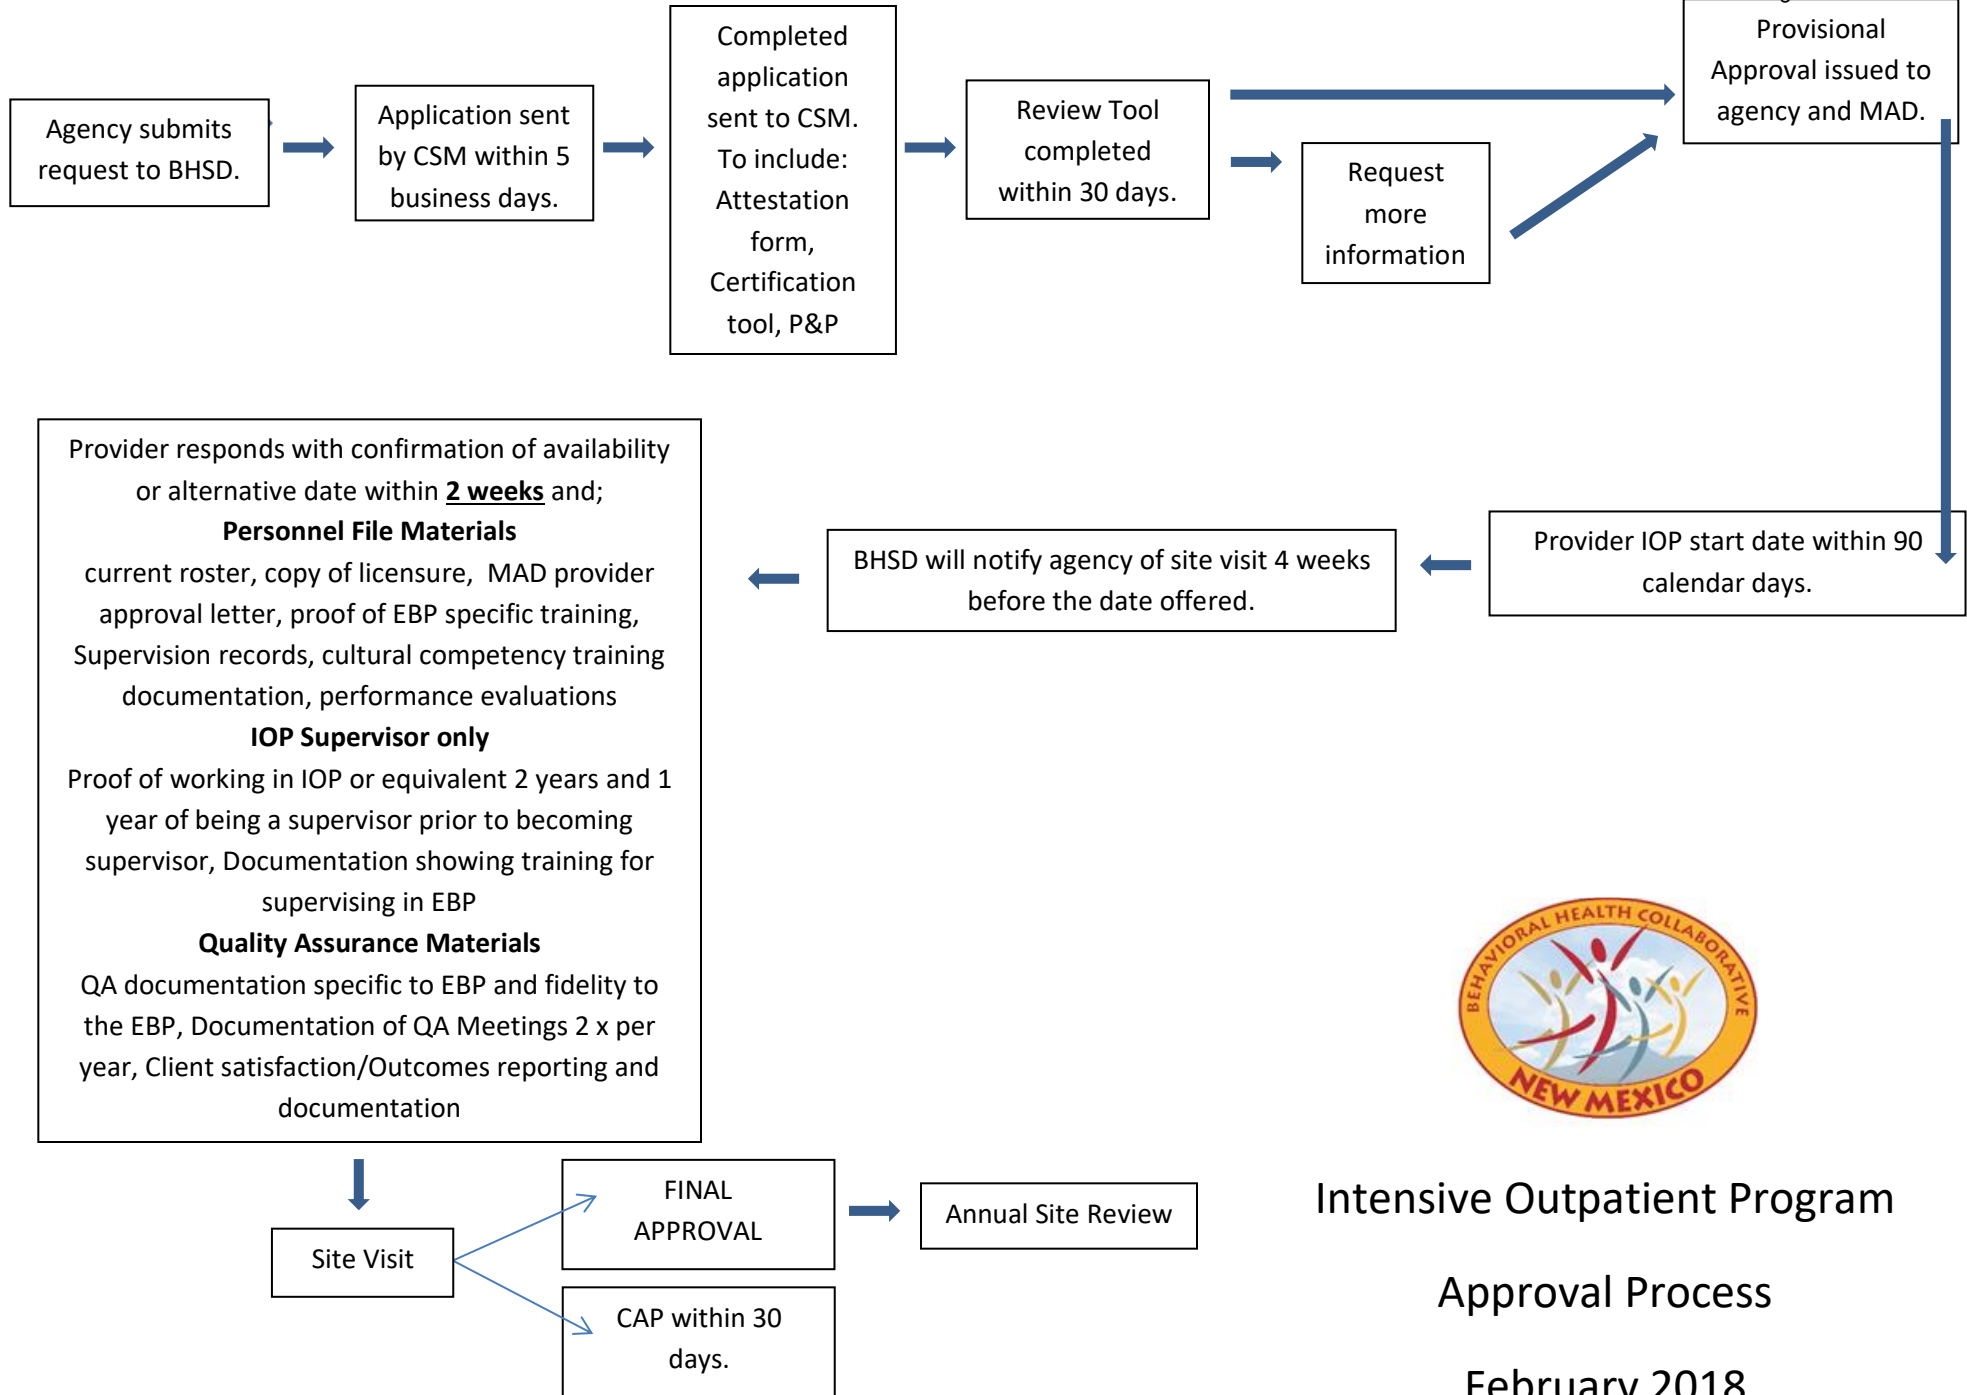 Agency submits
request to BHSD.
Application sent
by CSM within 5
business days.
Completed
application
sent to CSM.
To include:
Attestation
form,
Certification
tool, P&P
Review Tool
completed
within 30 days.
Request
more
information
Provisional
Approval issued to
agency and MAD.
Provider IOP start date within 90
calendar days.
BHSD will notify agency of site visit 4 weeks
before the date offered.
Provider responds with confirmation of availability
or alternative date within 2 weeks and;
Personnel File Materials
current roster, copy of licensure, MAD provider
approval letter, proof of EBP specific training,
Supervision records, cultural competency training
documentation, performance evaluations
IOP Supervisor only
Proof of working in IOP or equivalent 2 years and 1
year of being a supervisor prior to becoming
supervisor, Documentation showing training for
supervising in EBP
Quality Assurance Materials
QA documentation specific to EBP and fidelity to
the EBP, Documentation of QA Meetings 2 x per
year, Client satisfaction/Outcomes reporting and
documentation
Site Visit
FINAL
APPROVAL
CAP within 30
days.
Annual Site Review
BEHAVIORAL HEALTH COLLABORATIVE
NEW MEXICO
Intensive Outpatient Program
Approval Process
February 2018